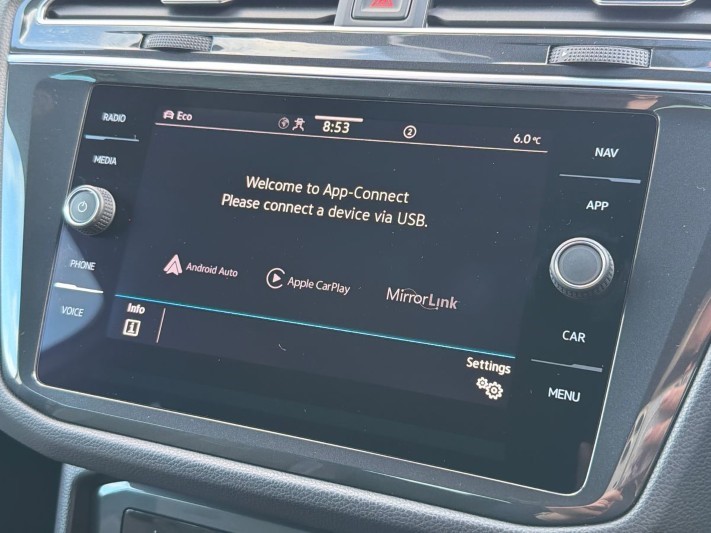 RADIO
MEDIA
PHONE
VOICE
Eco
8:53
2
6.0°C
Welcome to App-Connect
Please connect a device via USB.
Android Auto
Apple CarPlay
MirrorLink
Info
i
Settings
NAV
APP
CAR
MENU